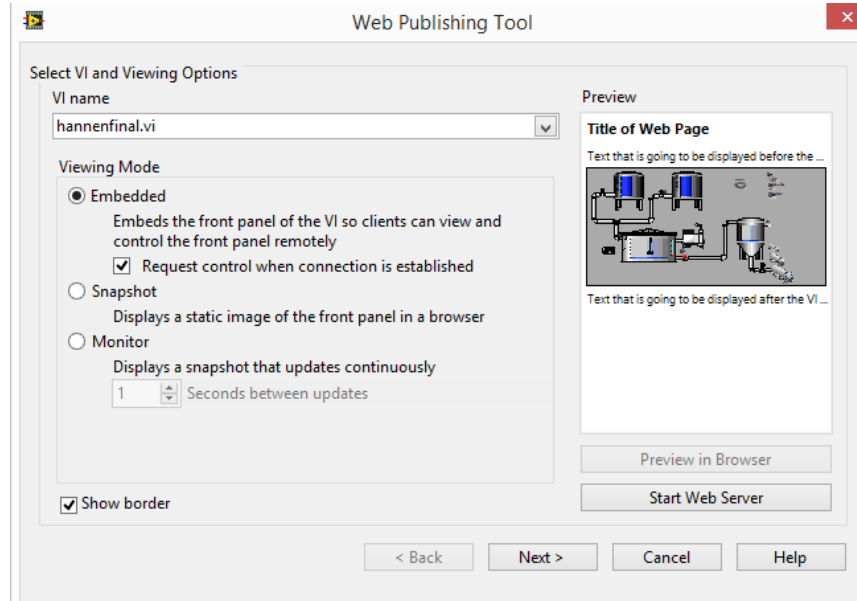 Web Publishing Tool
Select VI and Viewing Options
VI name
hannenfinal.vi
Viewing Mode
Embedded
Embeds the front panel of the VI so clients can view and
control the front panel remotely
Request control when connection is established
Snapshot
Displays a static image of the front panel in a browser
Monitor
Displays a snapshot that updates continuously
1 Seconds between updates
Show border
Preview
Title of Web Page
Text that is going to be displayed before the ...
Text that is going to be displayed after the VI ...
Preview in Browser
Start Web Server
< Back Next > Cancel Help